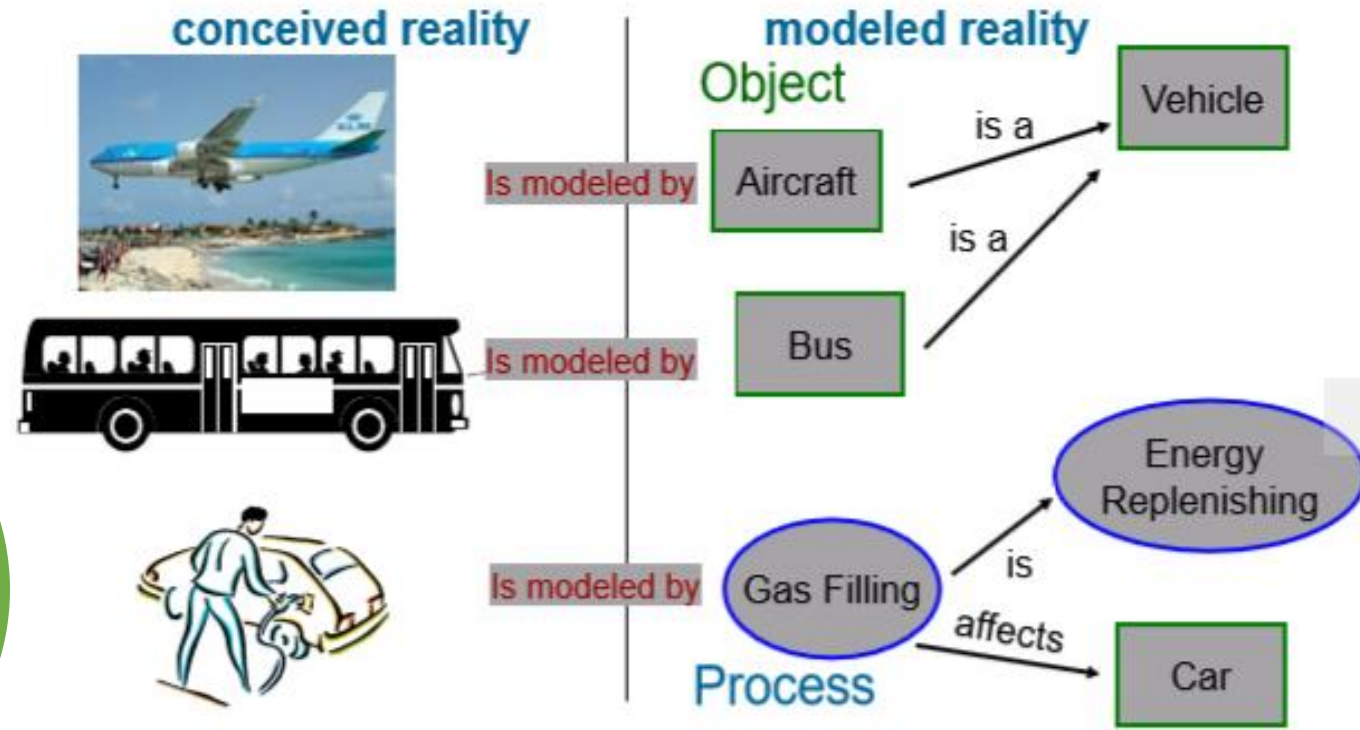 conceived reality
modeled reality
Object
Vehicle
is a
Is modeled by
Aircraft
is a
Is modeled by
Bus
Energy
Replenishing
is
Is modeled by
Gas Filling
affects
Car
Process